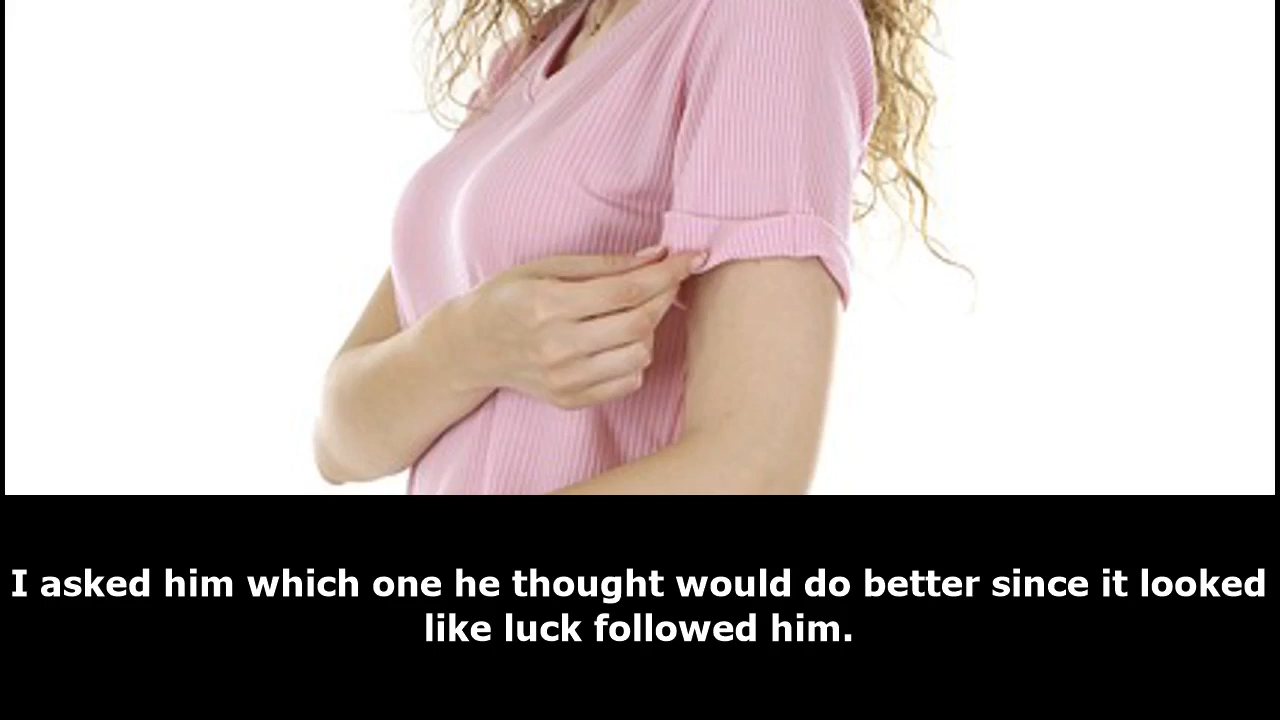 I asked him which one he thought would do better since it looked
like luck followed him.